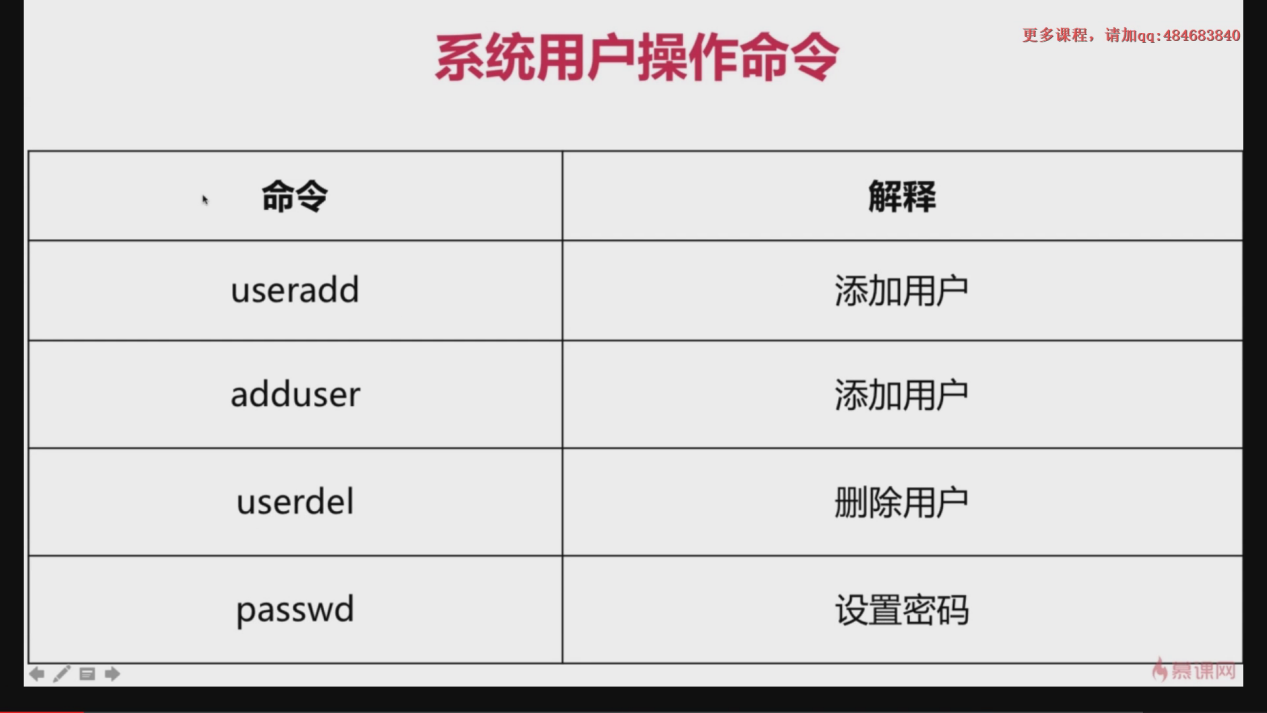 系统用户操作命令
更多课程，请加qq:484683840
命令 解释
useradd 添加用户
adduser 添加用户
userdel 删除用户
passwd 设置密码
慕课网